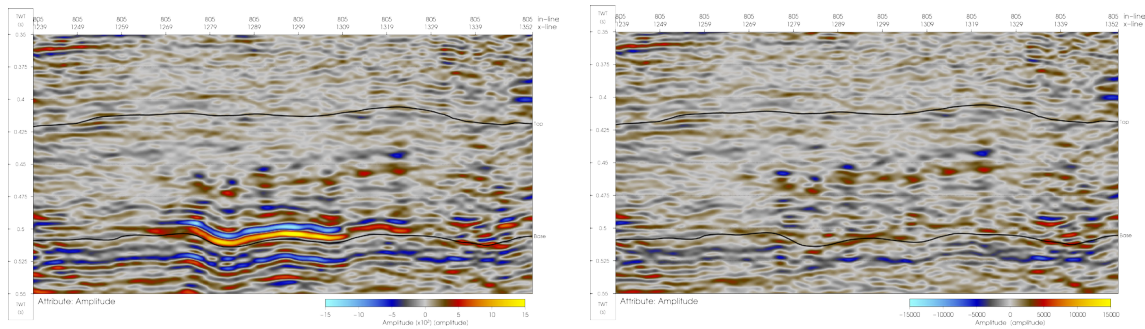 TWT
(s)
805 805 805 805 805 805 805 805 805 805 805 805 in-line
1239 1249 1259 1269 1279 1289 1299 1309 1319 1329 1339 1352 x-line
0.35
0.375
0.4
0.425
0.45
0.475
0.5
0.525
0.55
TWT
(s)
Top
Base
Attribute: Amplitude
-15 -10 -5 0 5 10 15
Amplitude (x10³) (amplitude)
TWT
(s)
805 805 805 805 805 805 805 805 805 805 805 805 in-line
1239 1249 1259 1269 1279 1289 1299 1309 1319 1329 1339 1352 x-line
0.35
0.375
0.4
0.425
0.45
0.475
0.5
0.525
0.55
TWT
(s)
Top
Base
Attribute: Amplitude
-15000 -10000 -5000 0 5000 10000 15000
Amplitude (amplitude)